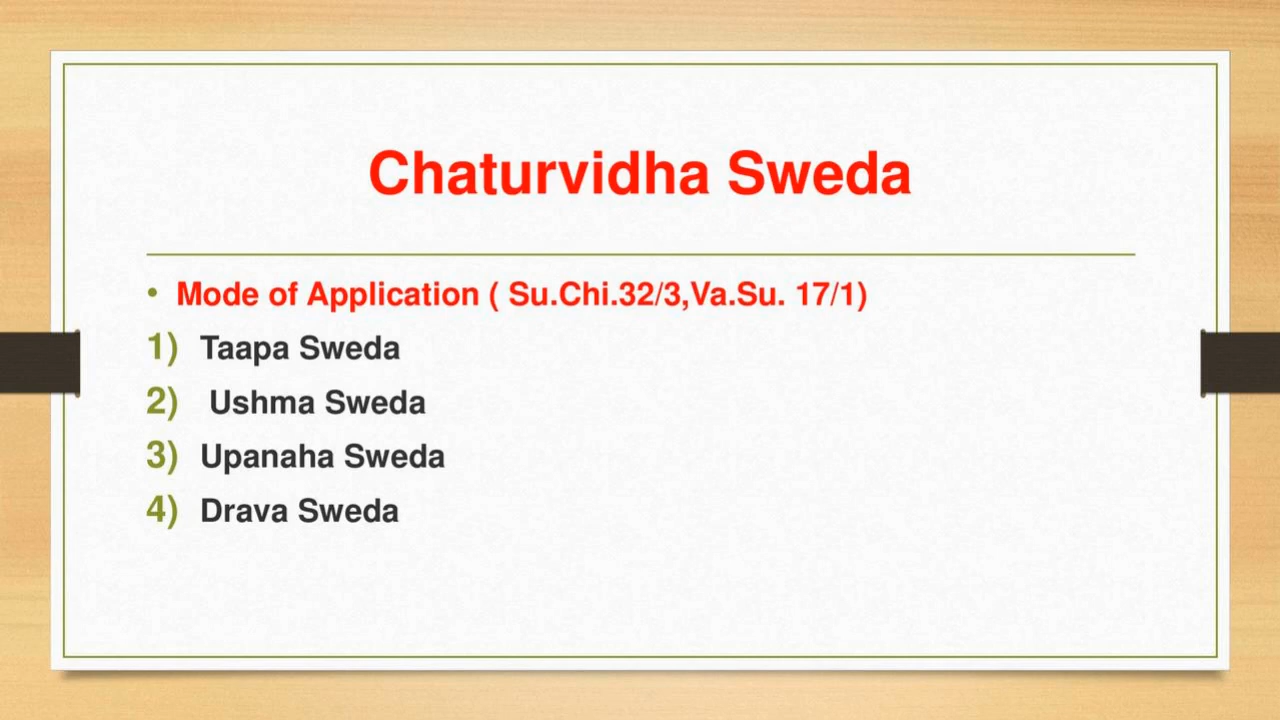 Chaturvidha Sweda
• Mode of Application ( Su.Chi.32/3,Va.Su. 17/1)
1) Taapa Sweda
2) Ushma Sweda
3) Upanaha Sweda
4) Drava Sweda